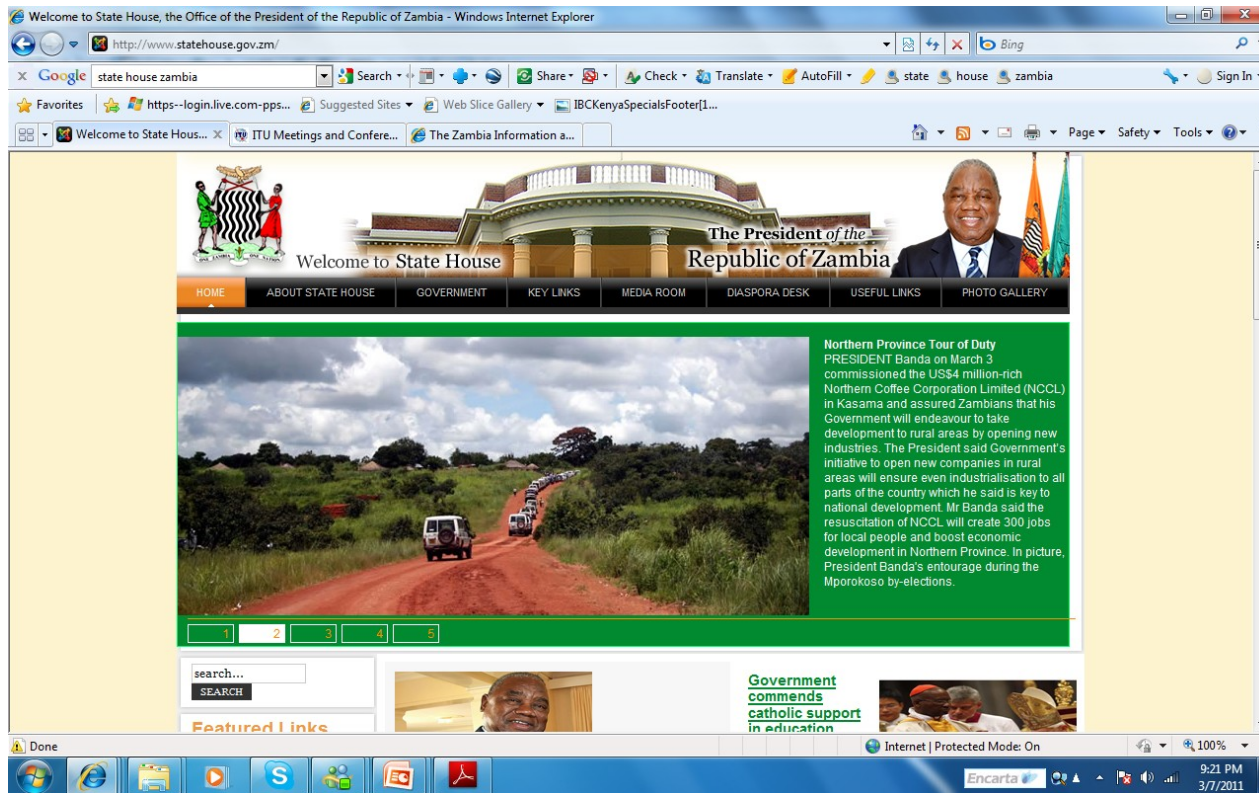 Welcome to State House, the Office of the President of the Republic of Zambia - Windows Internet Explorer
http://www.statehouse.gov.zm/
Bing
X Google state house zambia Search Share Check Translate AutoFill state house zambia Sign In
Favorites https--login.live.com-pps... Suggested Sites Web Slice Gallery IBCKenyaSpecialsFooter[1...
Welcome to State Hous... X ITU Meetings and Confere... The Zambia Information a... Page Safety Tools
ONE ZAMBIA ONE NATION
Welcome to State House
The President of the
Republic of Zambia
HOME ABOUT STATE HOUSE GOVERNMENT KEY LINKS MEDIA ROOM DIASPORA DESK USEFUL LINKS PHOTO GALLERY
Northern Province Tour of Duty
PRESIDENT Banda on March 3
commissioned the US$4 million-rich
Northern Coffee Corporation Limited (NCCL)
in Kasama and assured Zambians that his
Government will endeavour to take
development to rural areas by opening new
industries. The President said Government's
initiative to open new companies in rural
areas will ensure even industrialisation to all
parts of the country which he said is key to
national development. Mr Banda said the
resuscitation of NCCL will create 300 jobs
for local people and boost economic
development in Northern Province. In picture,
President Banda's entourage during the
Mporokoso by-elections.
1 2 3 4 5
search...
SEARCH
Featured Links
Government
commends
catholic support
in education
Done Internet | Protected Mode: On 100%
Encarta
9:21 PM
3/7/2011